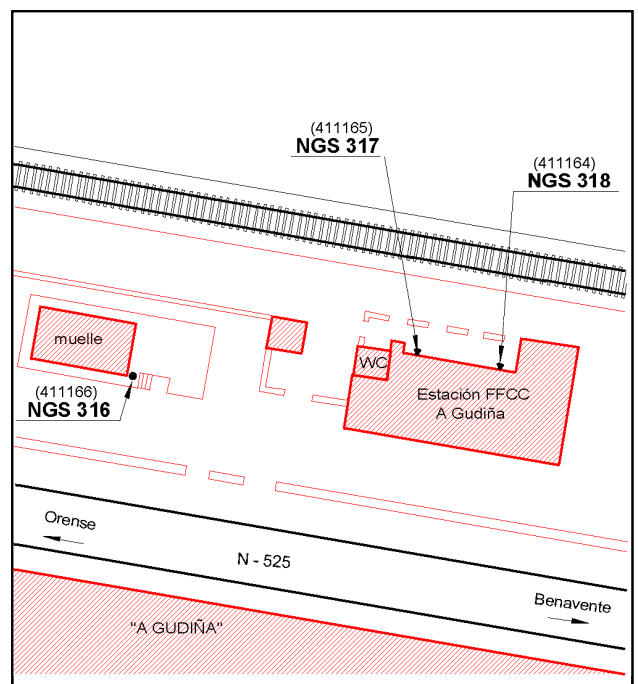 (411165)
NGS 317
(411164)
NGS 318
muelle
WC
(411166)
NGS 316
Estación FFCC
A Gudiña
Orense
N - 525
Benavente
"A GUDIÑA"